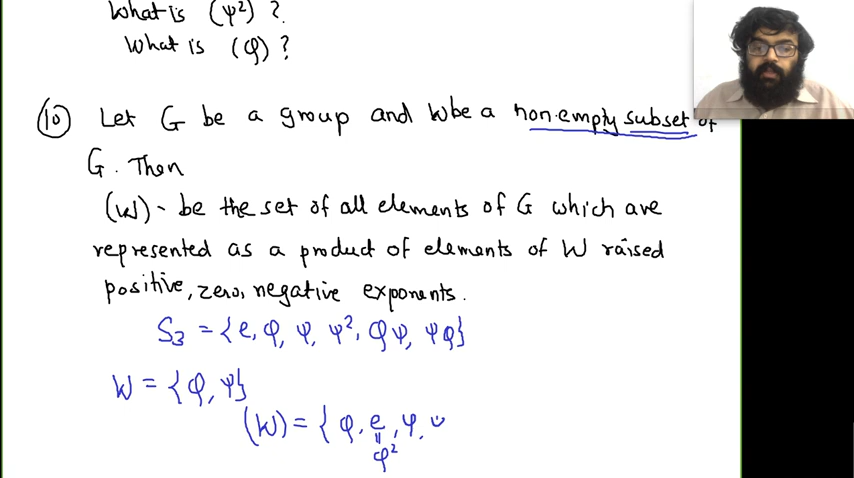 What is (ψ²) ?
What is (φ) ?
(10) Let G be a group and W be a non-empty subset of
G. Then
(W) - be the set of all elements of G which are
represented as a product of elements of W raised
positive, zero, negative exponents.
S₃ = {e, φ, ψ, ψ², φψ, ψφ}
W = {φ, ψ}
(W) = { φ, e, ψ,
=
φ²